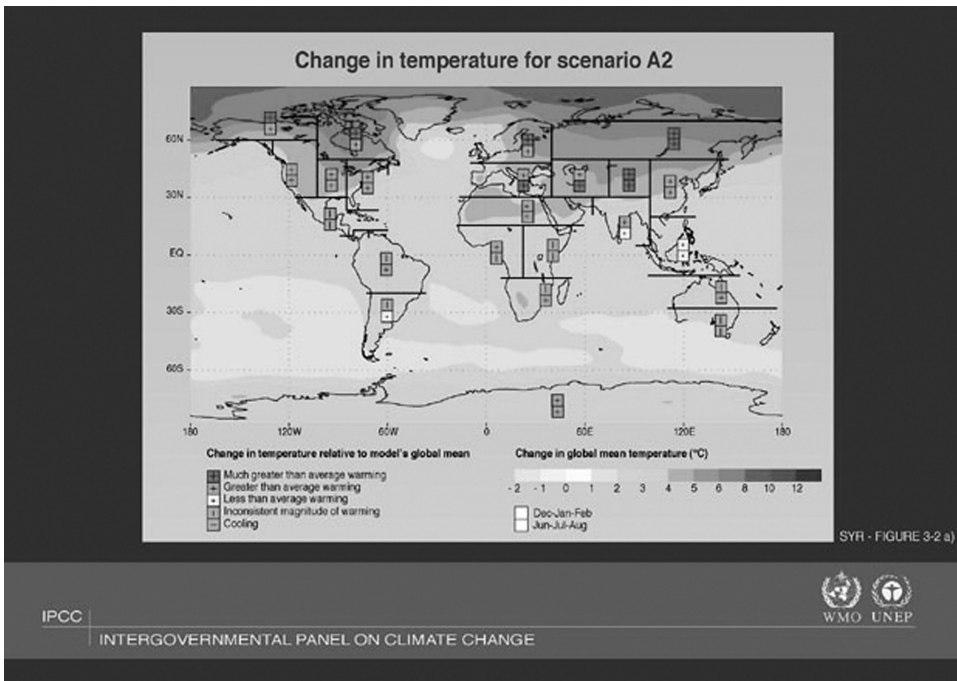 Change in temperature for scenario A2
60N
30N
EQ
30S
60S
180 120W 60W 0 60E 120E 180
Change in temperature relative to model's global mean
Much greater than average warming
Greater than average warming
Less than average warming
Inconsistent magnitude of warming
Cooling
Change in global mean temperature (°C)
- 2 - 1 0 1 2 3 4 5 6 8 10 12
Dec-Jan-Feb
Jun-Jul-Aug
SYR - FIGURE 3-2 a)
IPCC
INTERGOVERNMENTAL PANEL ON CLIMATE CHANGE
WMO UNEP